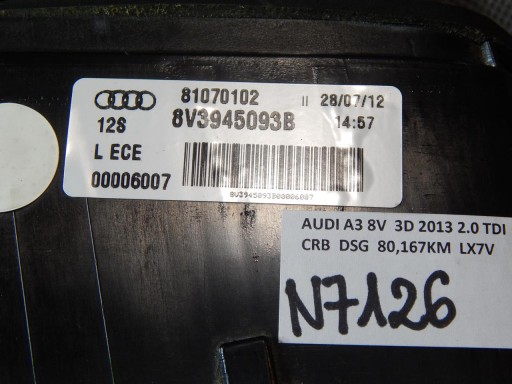 81070102 II 28/07/12
12S 8V3945093B 14:57
L ECE
00006007
8V3945093B00006007
AUDI A3 8V 3D 2013 2.0 TDI
CRB DSG 80,167KM LX7V
N7126